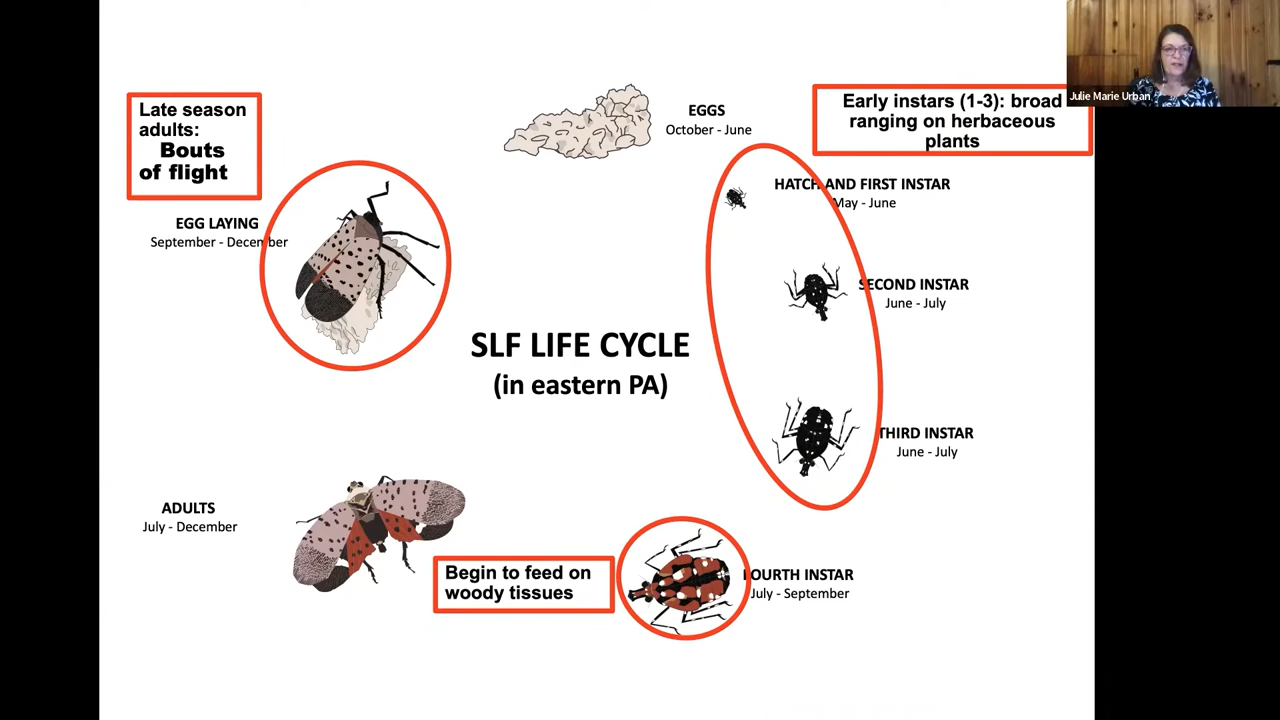 Late season
adults:
Bouts
of flight
EGGS
October - June
Early instars (1-3): broad
ranging on herbaceous
plants
Julie Marie Urban
HATCH AND FIRST INSTAR
May - June
EGG LAYING
September - December
SECOND INSTAR
June - July
SLF LIFE CYCLE
(in eastern PA)
THIRD INSTAR
June - July
ADULTS
July - December
Begin to feed on
woody tissues
FOURTH INSTAR
July - September